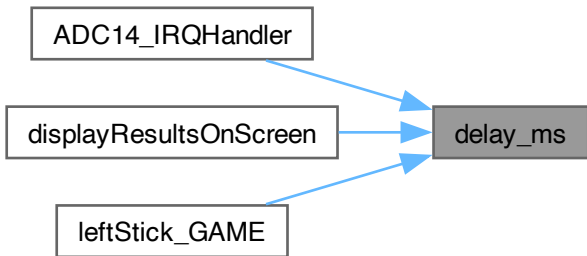 ADC14_IRQHandler
displayResultsOnScreen
delay_ms
leftStick_GAME